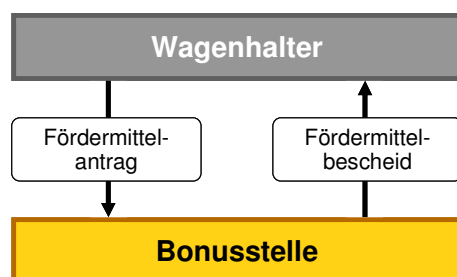 Wagenhalter
Fördermittel-
antrag
Fördermittel-
bescheid
Bonusstelle